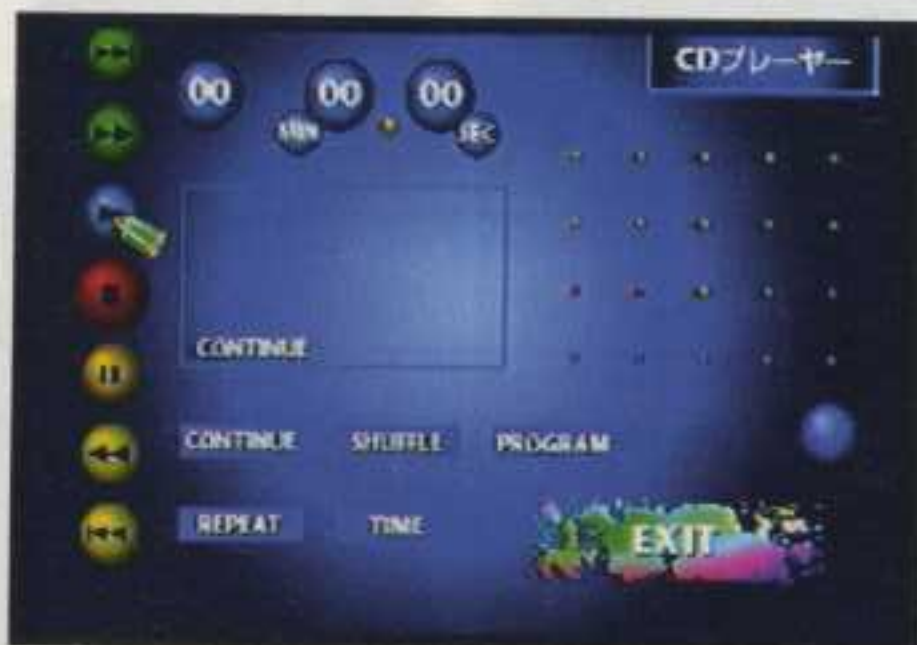 CDプレーヤー
00 00 00
MIN SEC
CONTINUE
CONTINUE SHUFFLE PROGRAM
REPEAT TIME
EXIT